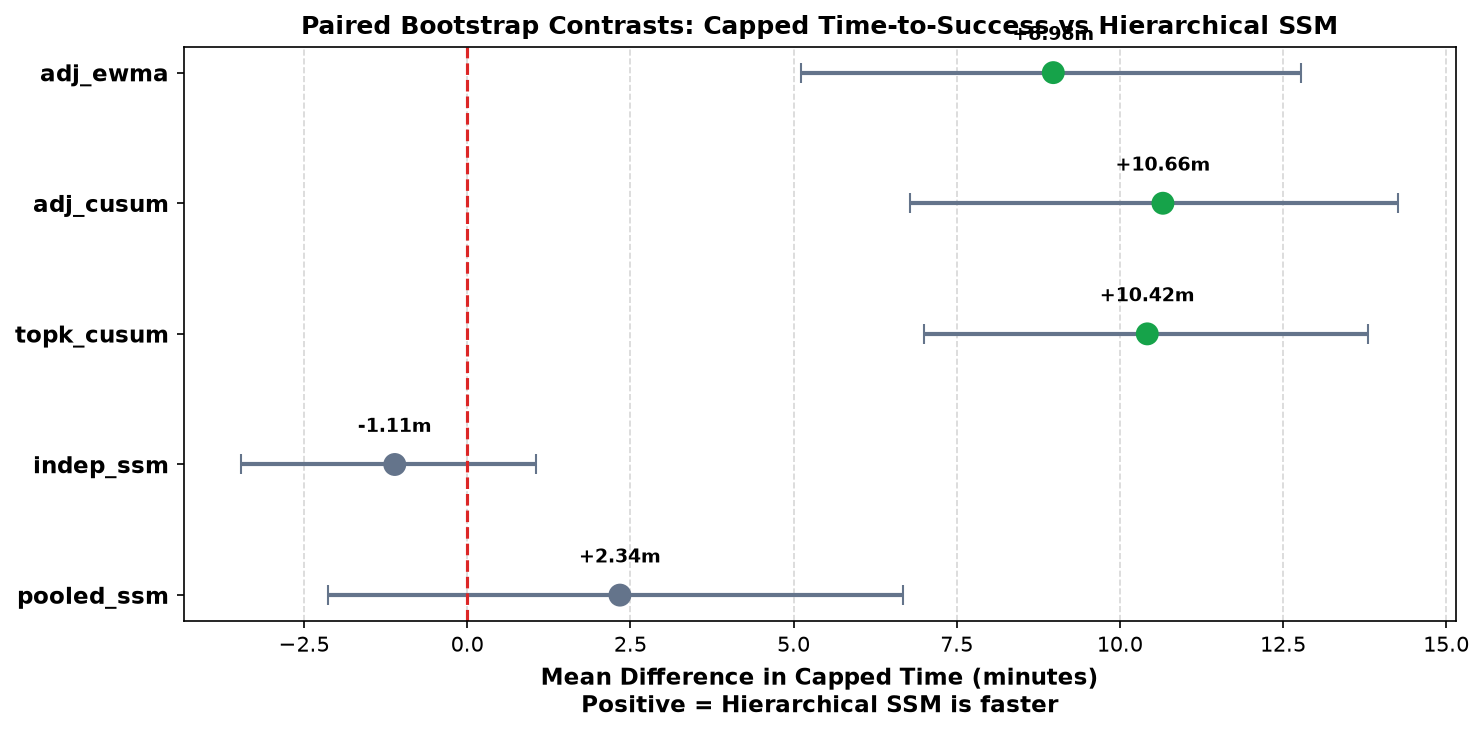 Paired Bootstrap Contrasts: Capped Time-to-Success vs Hierarchical SSM
+8.98m
adj_ewma
+10.66m
adj_cusum
+10.42m
topk_cusum
-1.11m
indep_ssm
+2.34m
pooled_ssm
−2.5 0.0 2.5 5.0 7.5 10.0 12.5 15.0
Mean Difference in Capped Time (minutes)
Positive = Hierarchical SSM is faster